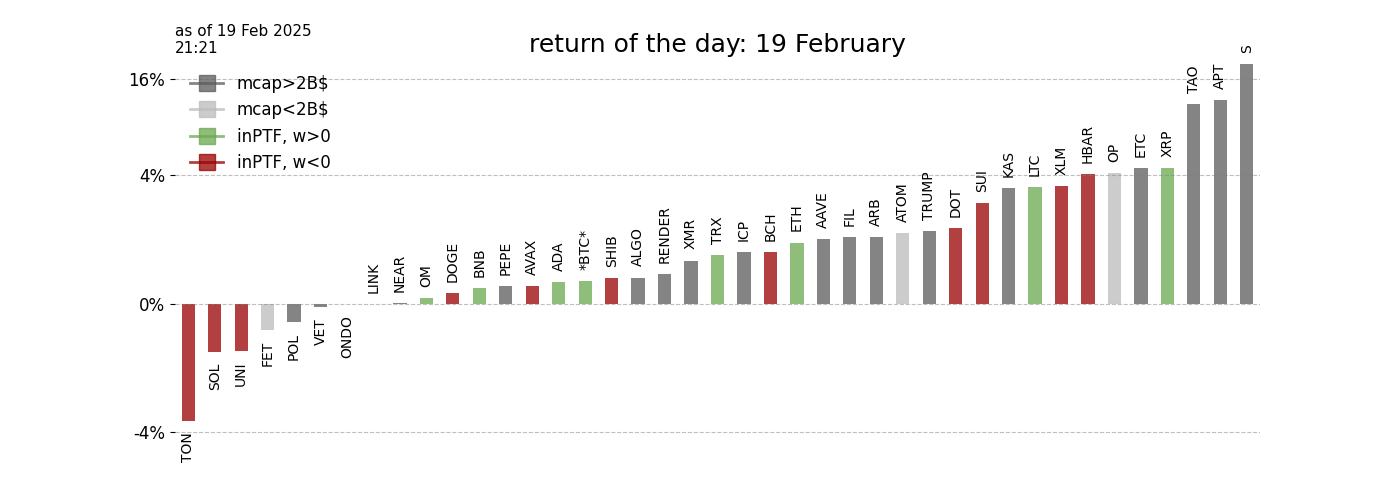 as of 19 Feb 2025
21:21
return of the day: 19 February
mcap>2B$
mcap<2B$
inPTF, w>0
inPTF, w<0
16%
4%
0%
-4%
TON
SOL
UNI
FET
POL
VET
ONDO
LINK
NEAR
OM
DOGE
BNB
PEPE
AVAX
ADA
*BTC*
SHIB
ALGO
RENDER
XMR
TRX
ICP
BCH
ETH
AAVE
FIL
ARB
ATOM
TRUMP
DOT
SUI
KAS
LTC
XLM
HBAR
OP
ETC
XRP
TAO
APT
S